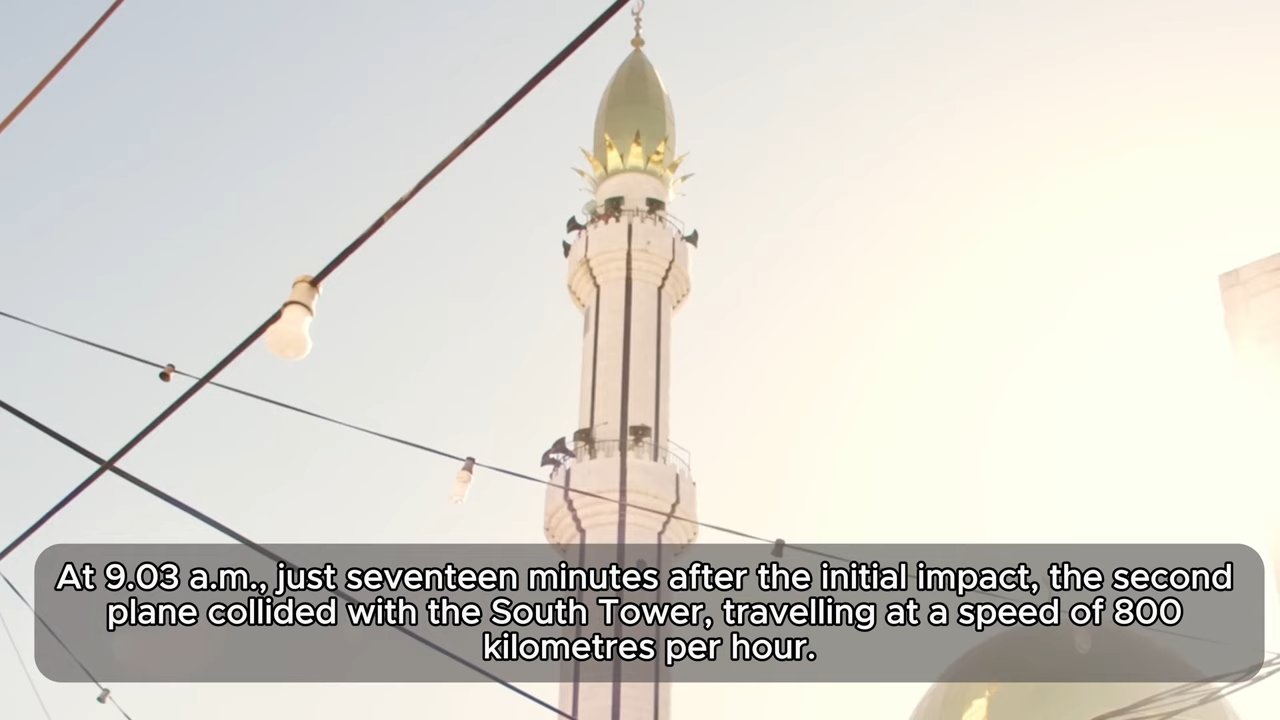 At 9.03 a.m., just seventeen minutes after the initial impact, the second
plane collided with the South Tower, travelling at a speed of 800
kilometres per hour.